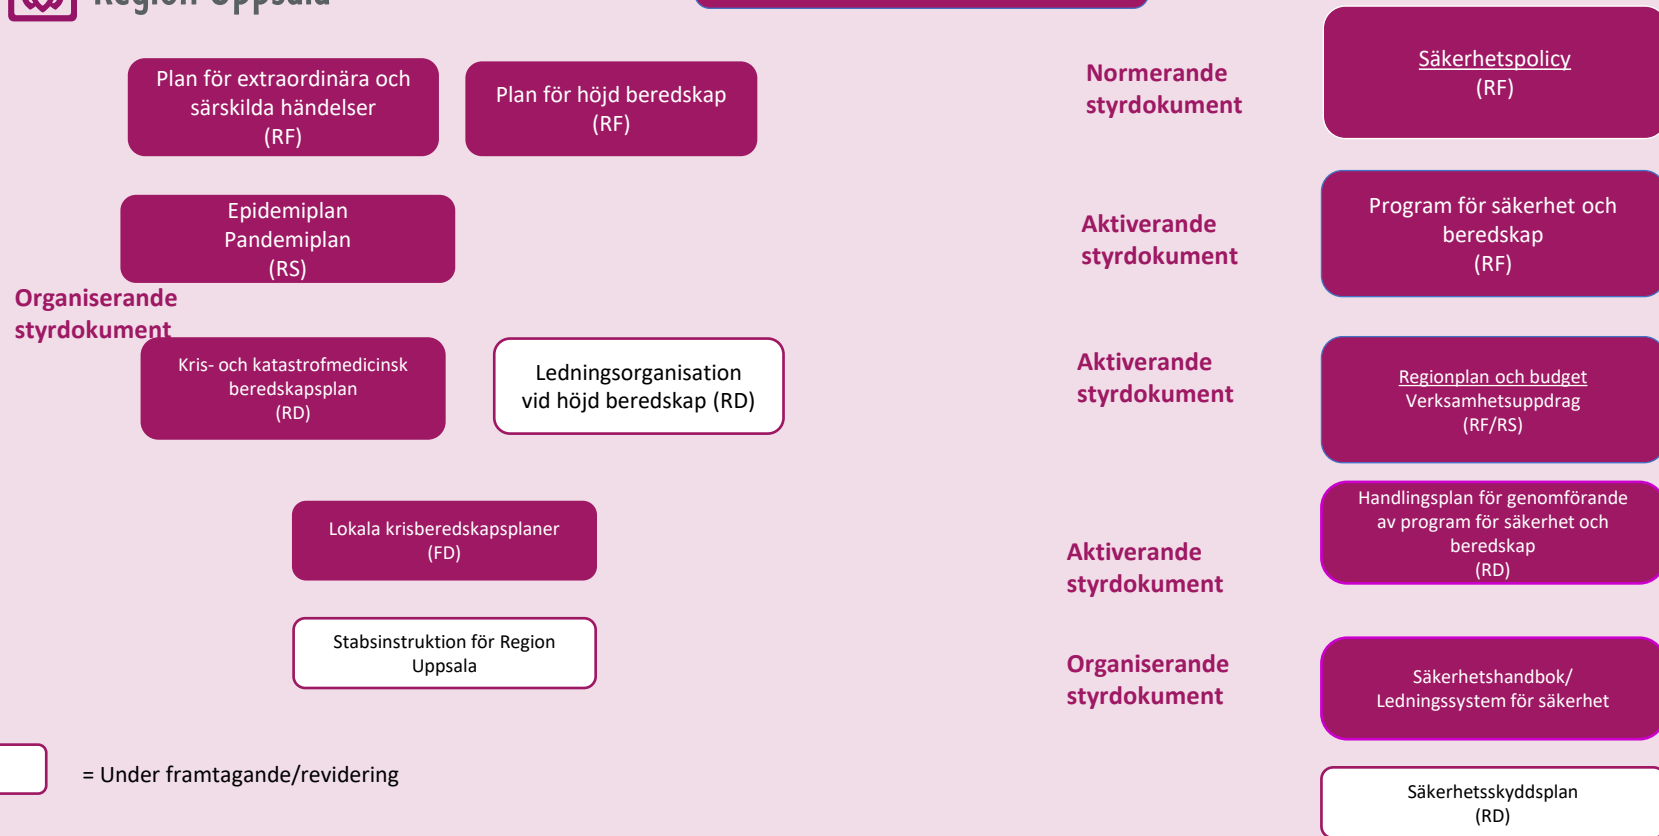 Region Uppsala
Plan för extraordinära och
särskilda händelser
(RF)
Plan för höjd beredskap
(RF)
Epidemiplan
Pandemiplan
(RS)
Organiserande
styrdokument
Kris- och katastrofmedicinsk
beredskapsplan
(RD)
Ledningsorganisation
vid höjd beredskap (RD)
Lokala krisberedskapsplaner
(FD)
Stabsinstruktion för Region
Uppsala
= Under framtagande/revidering
Normerande
styrdokument
Säkerhetspolicy
(RF)
Aktiverande
styrdokument
Program för säkerhet och
beredskap
(RF)
Aktiverande
styrdokument
Regionplan och budget
Verksamhetsuppdrag
(RF/RS)
Aktiverande
styrdokument
Handlingsplan för genomförande
av program för säkerhet och
beredskap
(RD)
Organiserande
styrdokument
Säkerhetshandbok/
Ledningssystem för säkerhet
Säkerhetsskyddsplan
(RD)